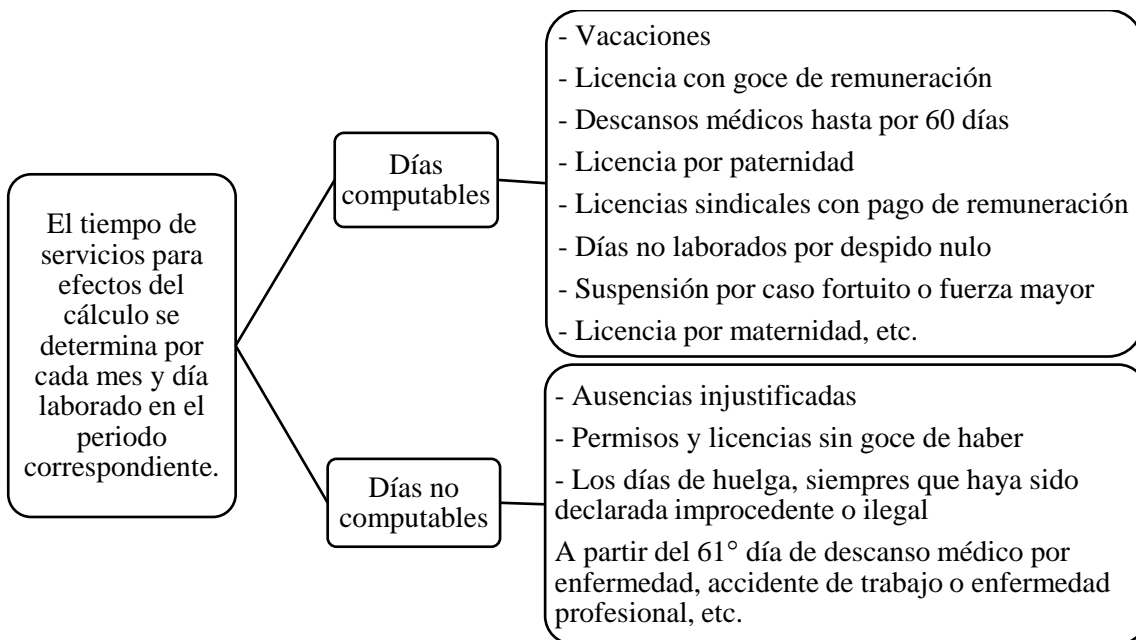 El tiempo de
servicios para
efectos del
cálculo se
determina por
cada mes y día
laborado en el
periodo
correspondiente.
Días
computables
- Vacaciones
- Licencia con goce de remuneración
- Descansos médicos hasta por 60 días
- Licencia por paternidad
- Licencias sindicales con pago de remuneración
- Días no laborados por despido nulo
- Suspensión por caso fortuito o fuerza mayor
- Licencia por maternidad, etc.
Días no
computables
- Ausencias injustificadas
- Permisos y licencias sin goce de haber
- Los días de huelga, siempres que haya sido
declarada improcedente o ilegal
A partir del 61° día de descanso médico por
enfermedad, accidente de trabajo o enfermedad
profesional, etc.